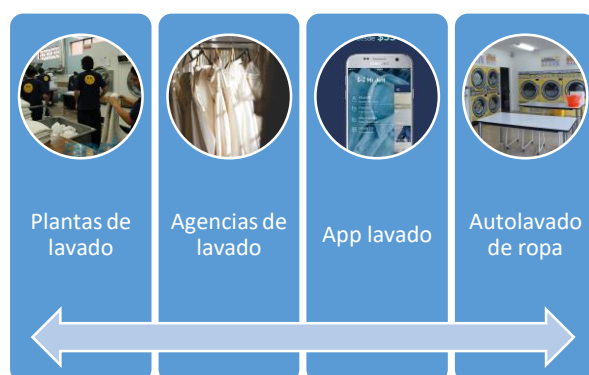 Plantas de
lavado
Agencias de
lavado
App lavado
Autolavado
de ropa